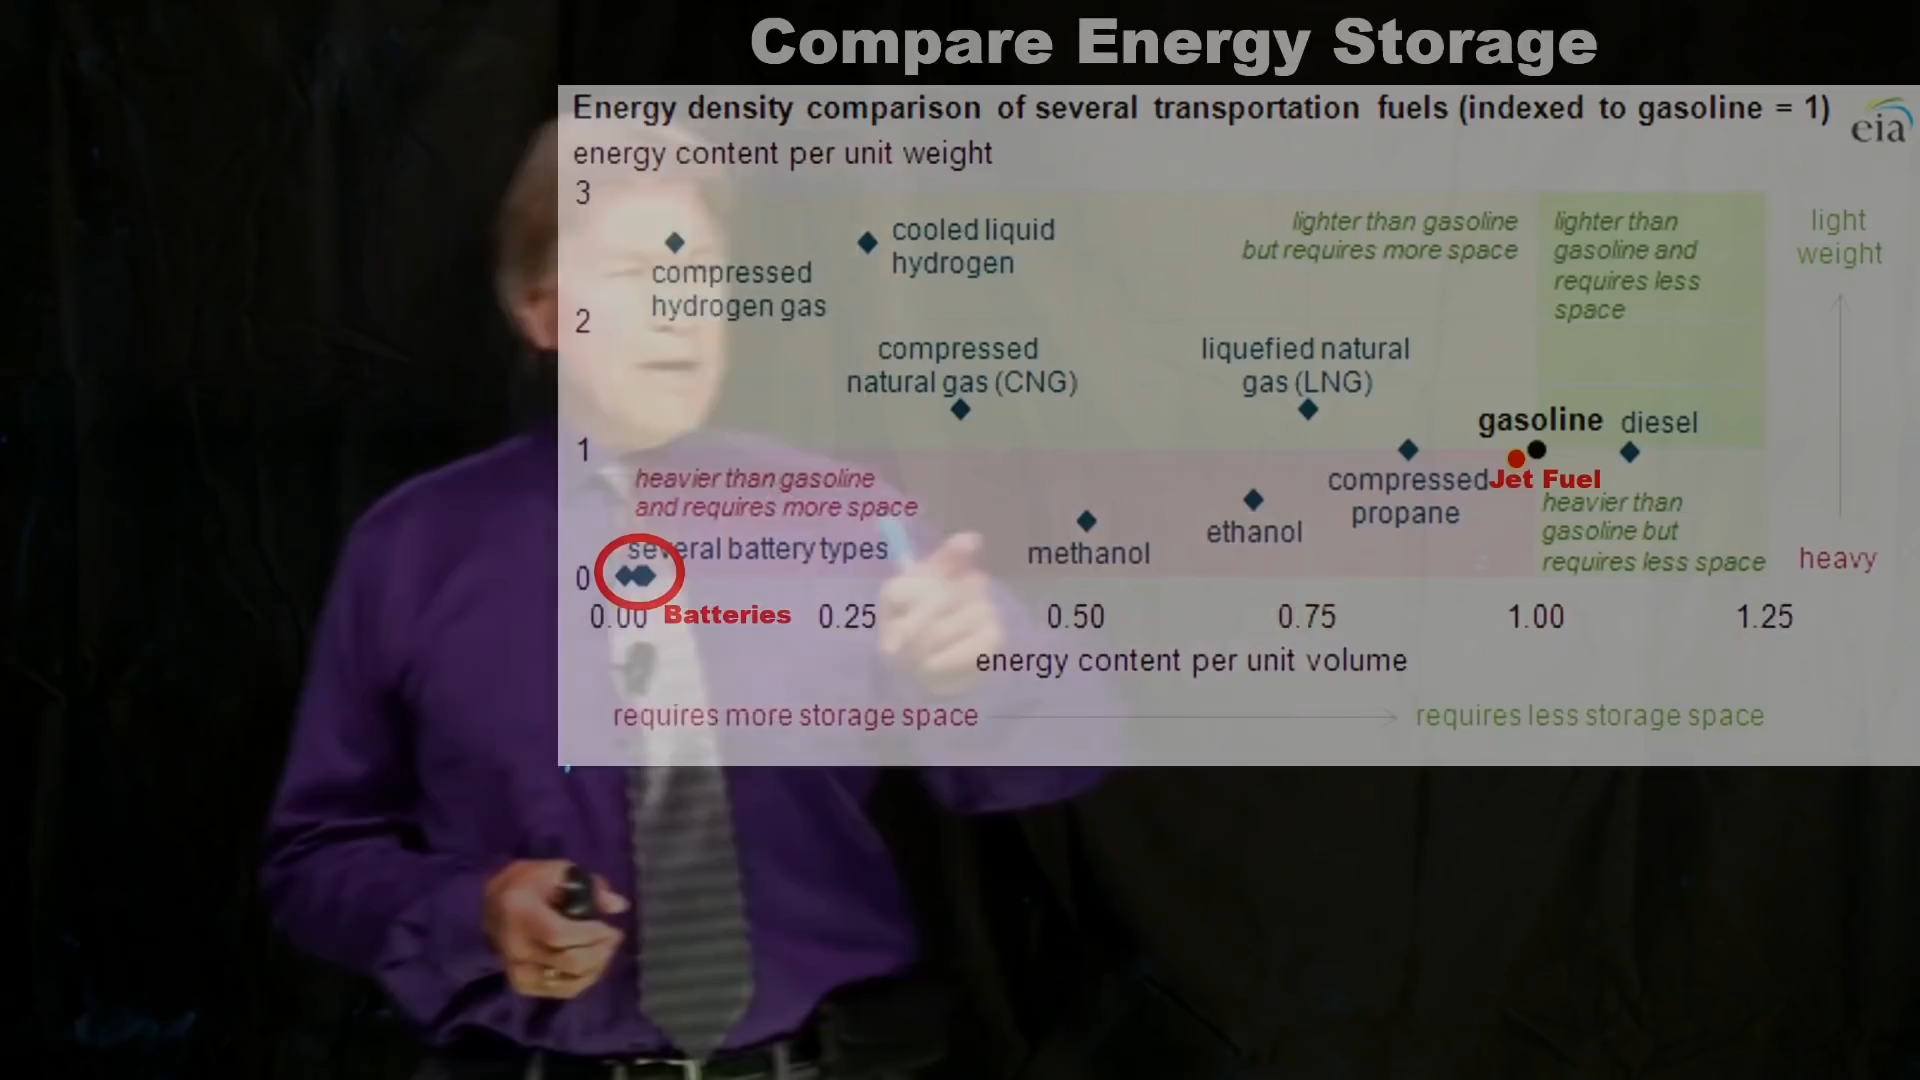 Compare Energy Storage
Energy density comparison of several transportation fuels (indexed to gasoline = 1)
eia
energy content per unit weight
3
2
1
0
compressed
hydrogen gas
cooled liquid
hydrogen
lighter than gasoline
but requires more space
lighter than
gasoline and
requires less
space
light
weight
compressed
natural gas (CNG)
liquefied natural
gas (LNG)
gasoline
diesel
heavier than gasoline
and requires more space
compressed
propane
Jet Fuel
heavier than
gasoline but
requires less space
several battery types
methanol
ethanol
heavy
0.00
Batteries
0.25
0.50
0.75
1.00
1.25
energy content per unit volume
requires more storage space
requires less storage space